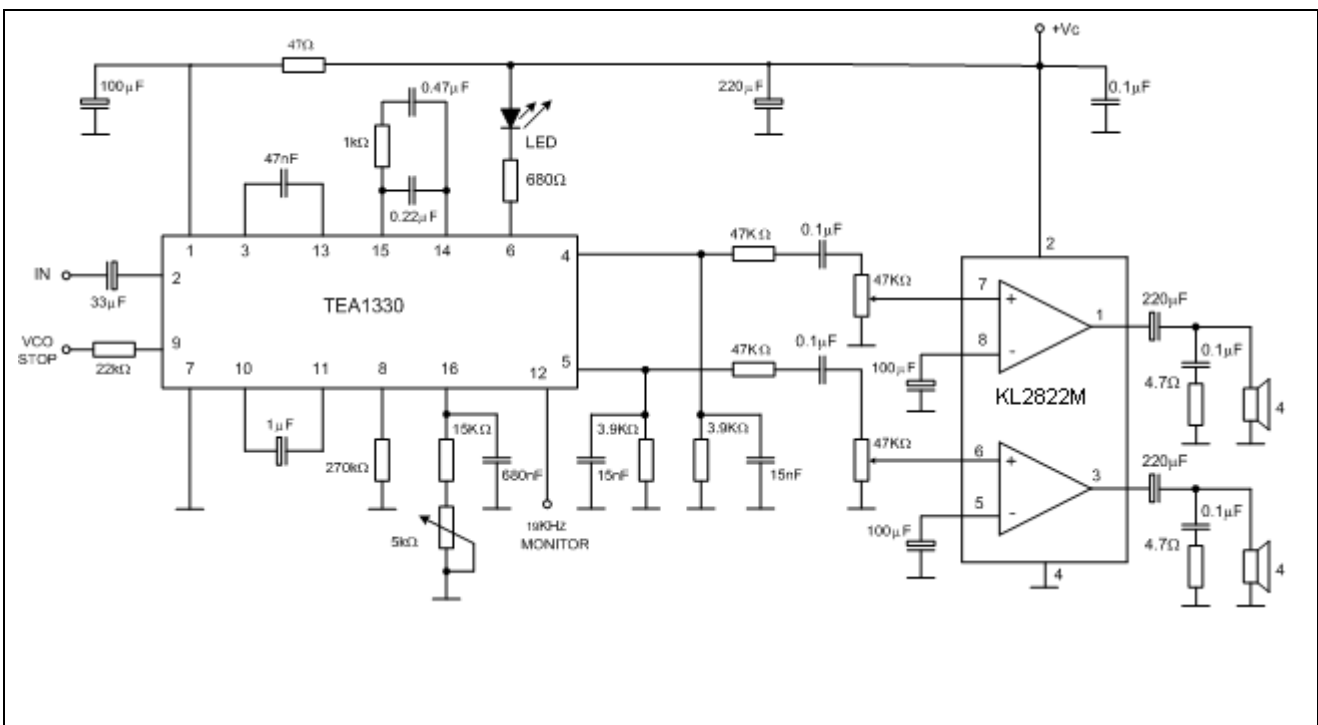 +Vc
47Ω
100μF
0.47μF
220μF
0.1μF
LED
1kΩ
47nF
680Ω
0.22μF
1
3
13
15
14
6
4
47KΩ
0.1μF
2
IN
2
33μF
TEA1330
47KΩ
7
+
1
220μF
VCO
STOP
22kΩ
9
5
47KΩ
0.1μF
8
-
100μF
0.1μF
4.7Ω
4
KL2822M
7
10
11
8
16
12
1μF
270kΩ
15KΩ
680nF
3.9KΩ
15nF
3.9KΩ
15nF
47KΩ
6
+
3
220μF
5
-
100μF
0.1μF
4.7Ω
4
5kΩ
19KHz
MONITOR
4